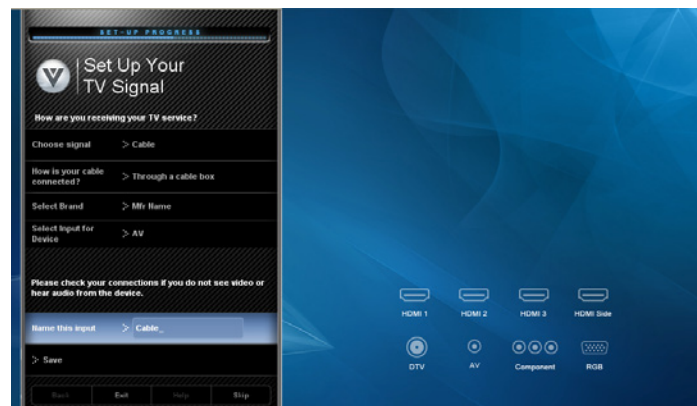 SET-UP PROGRESS
V
Set Up Your
TV Signal
How are you receiving your TV service?
Choose signal > Cable
How is your cable
connected? > Through a cable box
Select Brand > Mfr Name
Select Input for
Device > AV
Please check your connections if you do not see video or
hear audio from the device.
Name this input > Cable_
> Save
Back Exit Help Skip
HDMI 1 HDMI 2 HDMI 3 HDMI Side
DTV AV Component RGB